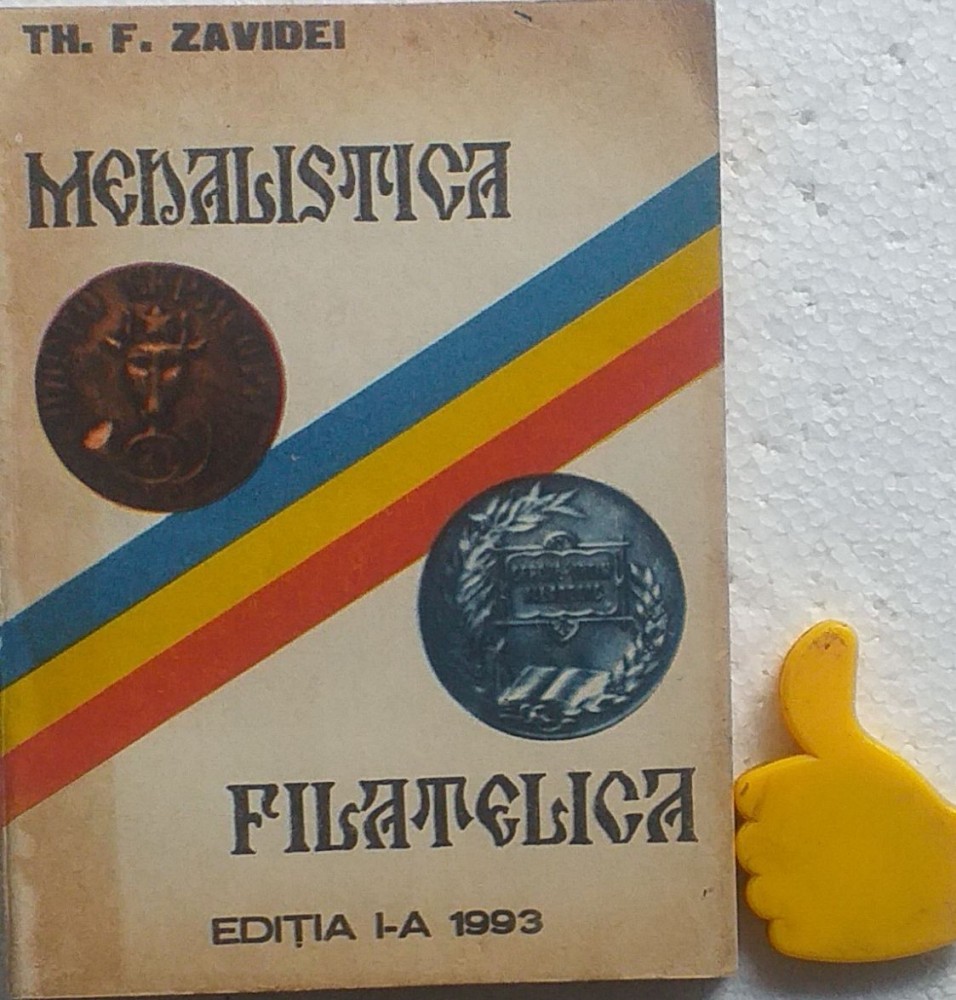 TH. F. ZAVIDEI
MEDALISTICA
FILATELICA
EDIȚIA I-A 1993